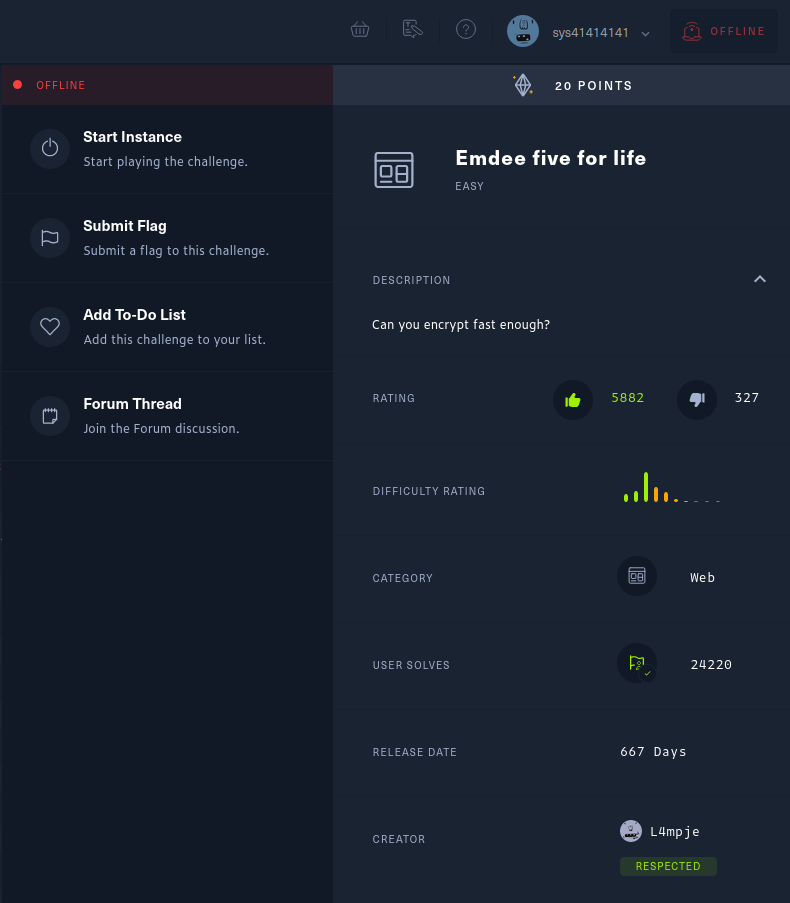 sys41414141
OFFLINE
OFFLINE
20 POINTS
Start Instance
Start playing the challenge.
Submit Flag
Submit a flag to this challenge.
Add To-Do List
Add this challenge to your list.
Forum Thread
Join the Forum discussion.
Emdee five for life
EASY
DESCRIPTION
Can you encrypt fast enough?
RATING 5882 327
DIFFICULTY RATING
CATEGORY Web
USER SOLVES 24220
RELEASE DATE 667 Days
CREATOR L4mpje
RESPECTED